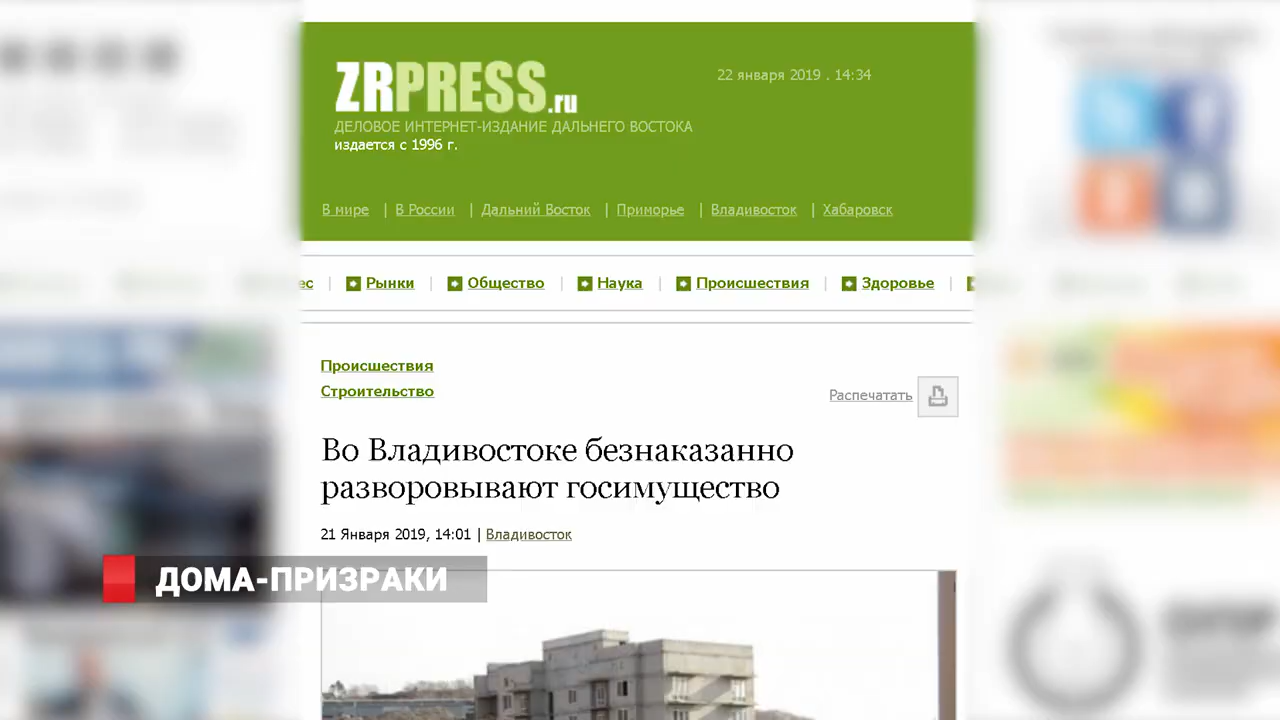 ZRPRESS.ru
22 января 2019 . 14:34
ДЕЛОВОЕ ИНТЕРНЕТ-ИЗДАНИЕ ДАЛЬНЕГО ВОСТОКА
издается с 1996 г.
В мире | В России | Дальний Восток | Приморье | Владивосток | Хабаровск
ес | Рынки | Общество | Наука | Происшествия | Здоровье |
Происшествия
Строительство
Распечатать
Во Владивостоке безнаказанно
разворовывают госимущество
21 Января 2019, 14:01 | Владивосток
ДОМА-ПРИЗРАКИ